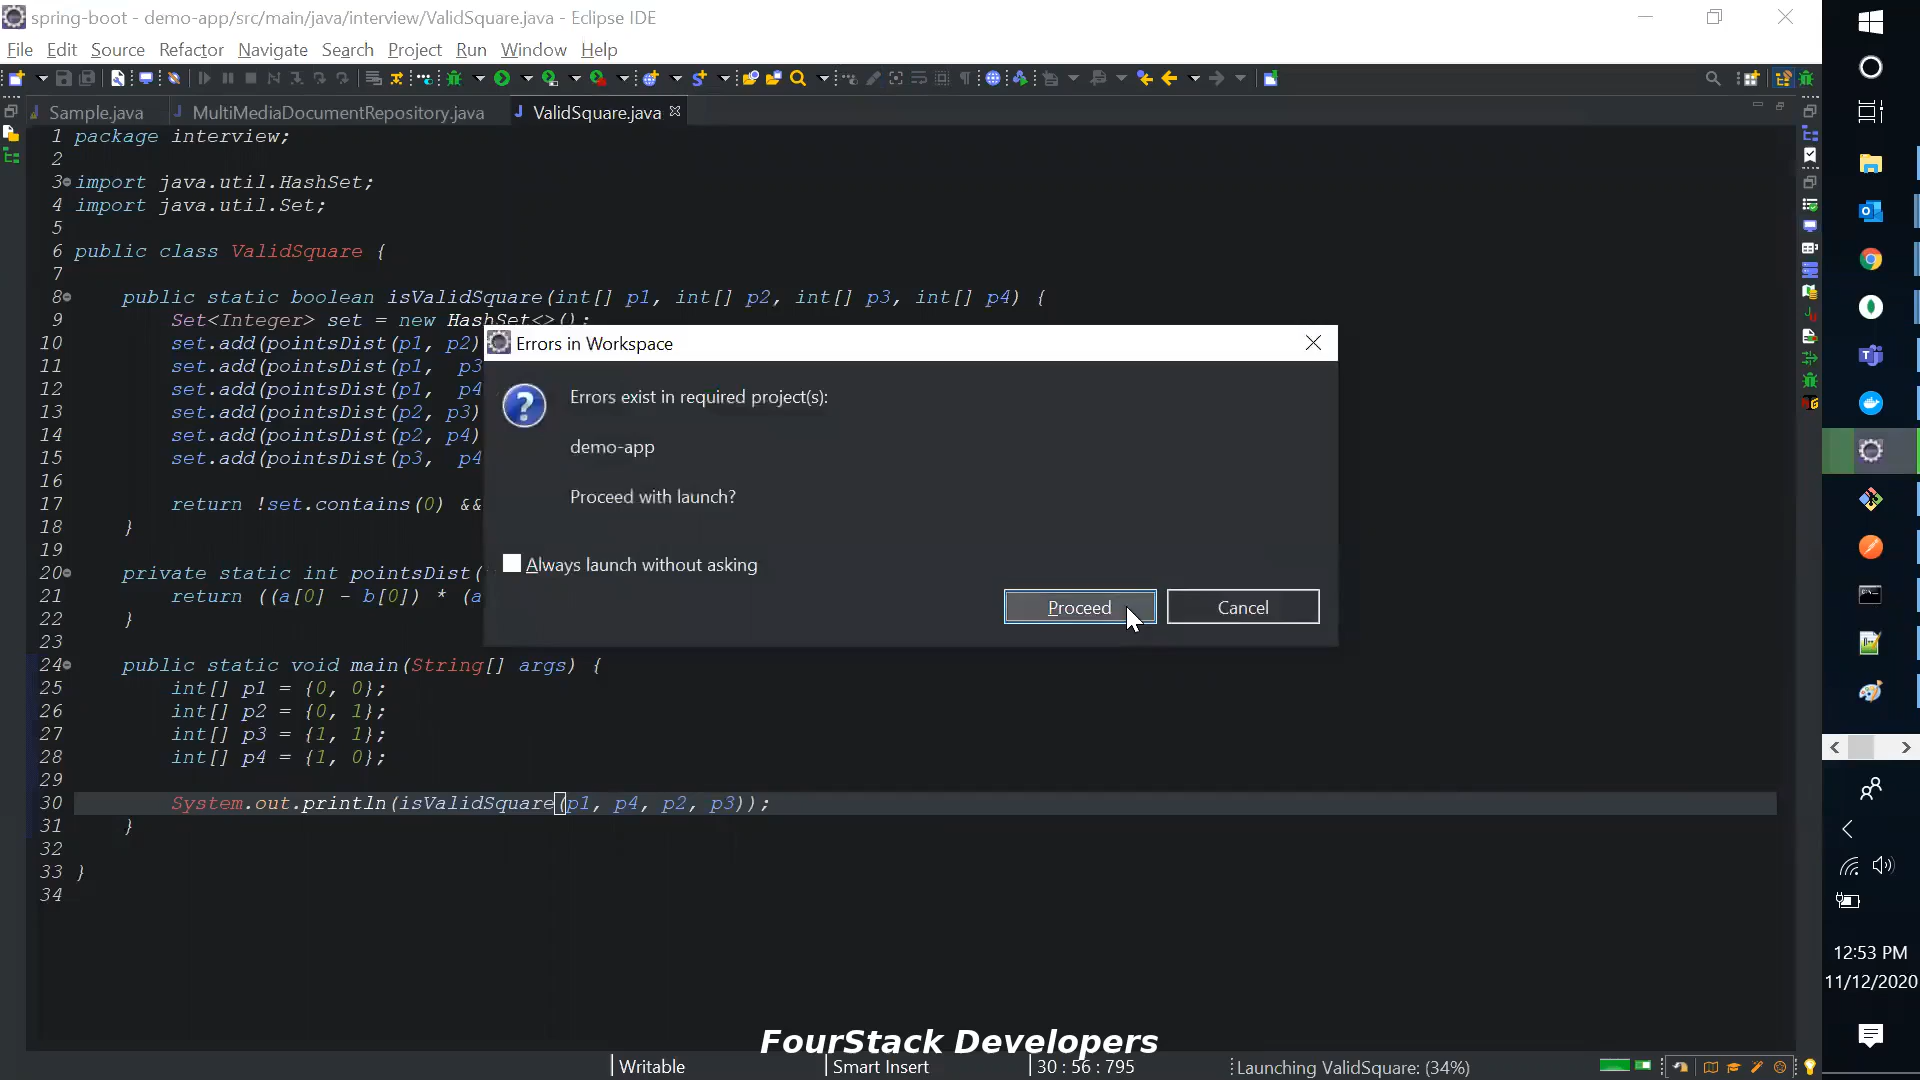 spring-boot - demo-app/src/main/java/interview/ValidSquare.java - Eclipse IDE
File Edit Source Refactor Navigate Search Project Run Window Help
Sample.java MultiMediaDocumentRepository.java ValidSquare.java
1 package interview;
2
3 import java.util.HashSet;
4 import java.util.Set;
5
6 public class ValidSquare {
7
8 public static boolean isValidSquare(int[] p1, int[] p2, int[] p3, int[] p4) {
9 Set<Integer> set = new HashSet<>();
10 set.add(pointsDist(p1, p2)
11 set.add(pointsDist(p1, p3
12 set.add(pointsDist(p1, p4
13 set.add(pointsDist(p2, p3)
14 set.add(pointsDist(p2, p4)
15 set.add(pointsDist(p3, p4
16
17 return !set.contains(0) &&
18 }
19
20 private static int pointsDist(
21 return ((a[0] - b[0]) * (a
22 }
23
24 public static void main(String[] args) {
25 int[] p1 = {0, 0};
26 int[] p2 = {0, 1};
27 int[] p3 = {1, 1};
28 int[] p4 = {1, 0};
29
30 System.out.println(isValidSquare(p1, p4, p2, p3));
31 }
32
33 }
34
Errors in Workspace
Errors exist in required project(s):
demo-app
Proceed with launch?
Always launch without asking
Proceed Cancel
12:53 PM
11/12/2020
FourStack Developers
Writable Smart Insert 30 : 56 : 795 Launching ValidSquare: (34%)